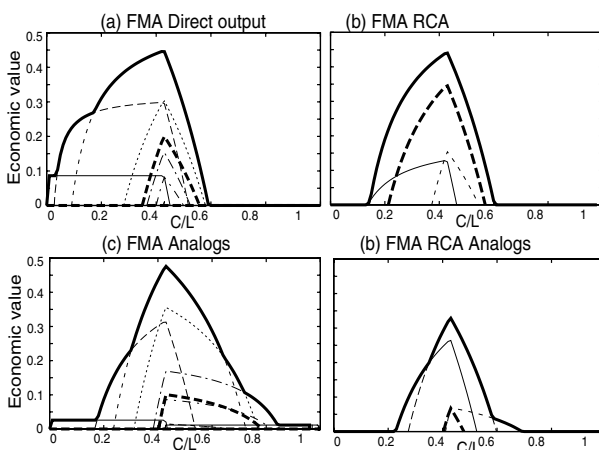 (a) FMA Direct output
(b) FMA RCA
0.5
0.4
0.3
0.2
0.1
0
Economic value
0 0.2 0.4 0.6 0.8 1
C/L
0 0.2 0.4 0.6 0.8 1
C/L
(c) FMA Analogs
(b) FMA RCA Analogs
0.5
0.4
0.3
0.2
0.1
0
Economic value
0 0.2 0.4 0.6 0.8 1
C/L
0 0.2 0.4 0.6 0.8 1
C/L